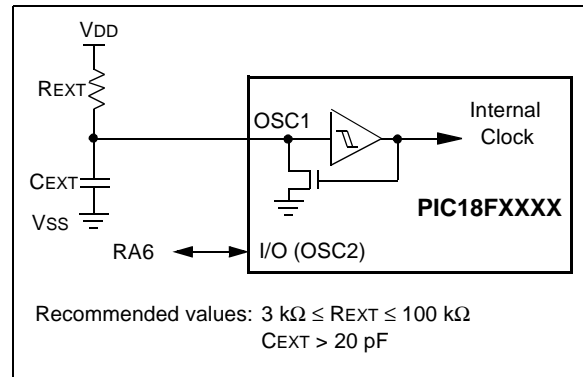 VDD
REXT
OSC1
Internal
Clock
CEXT
PIC18FXXXX
VSS
RA6
I/O (OSC2)
Recommended values: 3 kΩ ≤ REXT ≤ 100 kΩ
CEXT > 20 pF